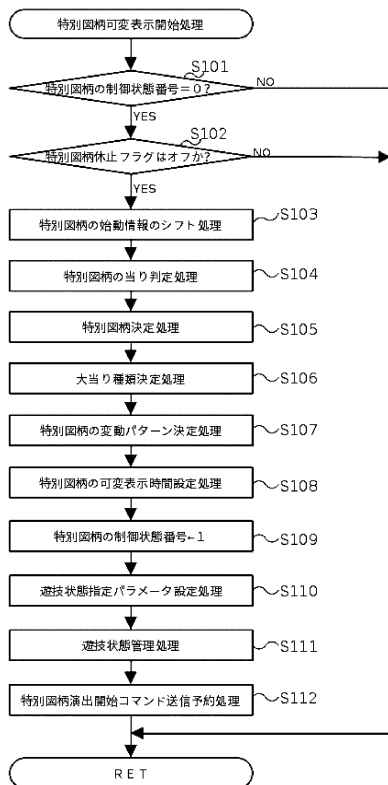 特別図柄可変表示開始処理
S101
特別図柄の制御状態番号=0?
NO
YES
S102
特別図柄休止フラグはオフか?
NO
YES
特別図柄の始動情報のシフト処理
S103
特別図柄の当り判定処理
S104
特別図柄決定処理
S105
大当り種類決定処理
S106
特別図柄の変動パターン決定処理
S107
特別図柄の可変表示時間設定処理
S108
特別図柄の制御状態番号←1
S109
遊技状態指定パラメータ設定処理
S110
遊技状態管理処理
S111
特別図柄演出開始コマンド送信予約処理
S112
RET